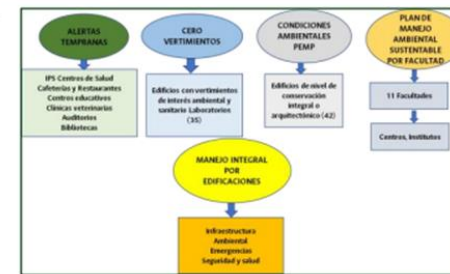 ALERTAS
TEMPRANAS
IPS Centros de Salud
Cafeterías y Restaurantes
Centros educativos
Clínicas veterinarias
Auditorios
Bibliotecas
CERO
VERTIMIENTOS
Edificios con vertimientos
de interés ambiental y
sanitario Laboratorios
(35)
CONDICIONES
AMBIENTALES
PEMP
Edificios de nivel de
conservación
integral o
arquitectónico (42)
PLAN DE
MANEJO
AMBIENTAL
SUSTENTABLE
POR FACULTAD
11 Facultades
Centros, Institutos
MANEJO INTEGRAL
POR
EDIFICACIONES
Infraestructura
Ambiental
Emergencias
Seguridad y salud